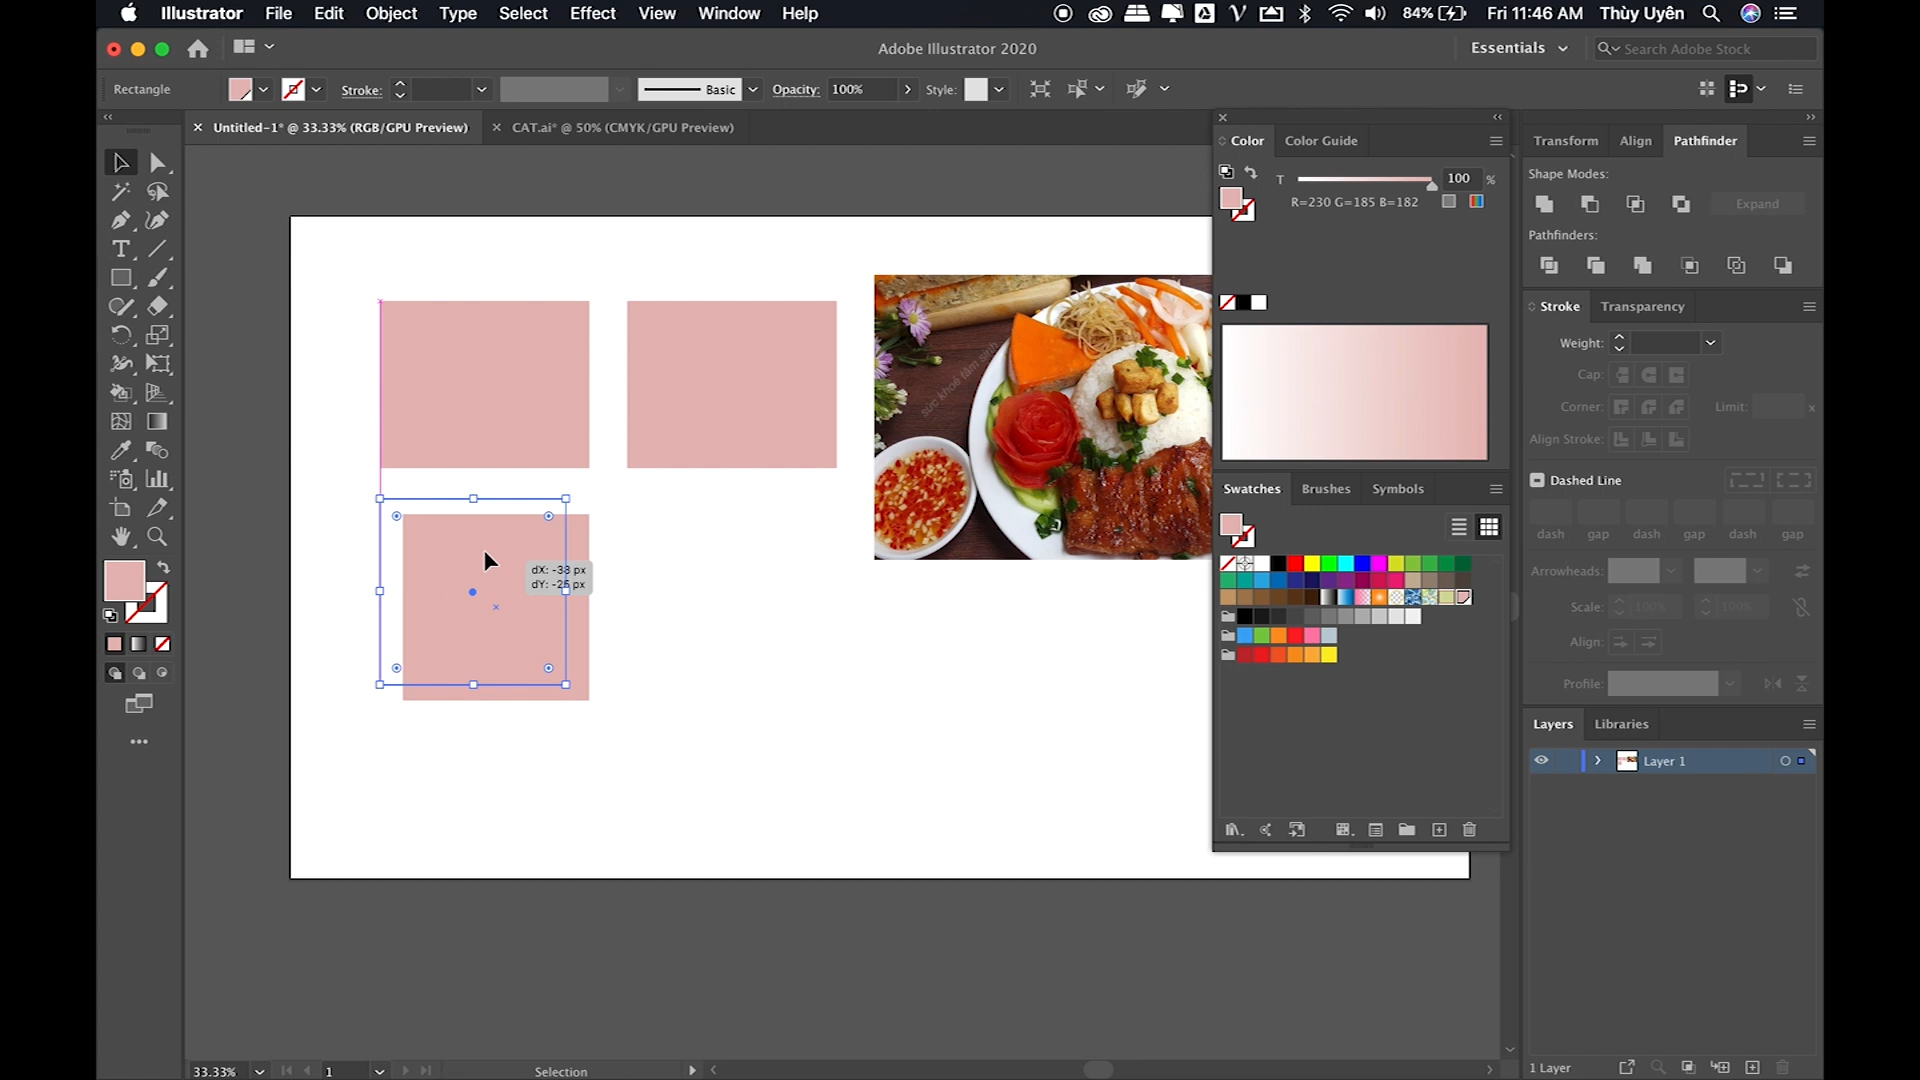 Illustrator File Edit Object Type Select Effect View Window Help 84% Fri 11:46 AM Thùy Uyên
Adobe Illustrator 2020 Essentials Search Adobe Stock
Rectangle Stroke: Basic Opacity: 100% Style:
Untitled-1* @ 33.33% (RGB/GPU Preview) CAT.ai* @ 50% (CMYK/GPU Preview)
Color Color Guide
T 100 %
R=230 G=185 B=182
Transform Align Pathfinder
Shape Modes:
Expand
Pathfinders:
Stroke Transparency
Weight:
Cap:
Corner: Limit: x
Align Stroke:
Dashed Line
dash gap dash gap dash gap
Arrowheads:
Scale: 100% 100%
Align:
Profile:
Swatches Brushes Symbols
sức khoẻ tâm sinh
dX: -38 px
dY: -25 px
Layers Libraries
Layer 1
33.33% 1 Selection
1 Layer